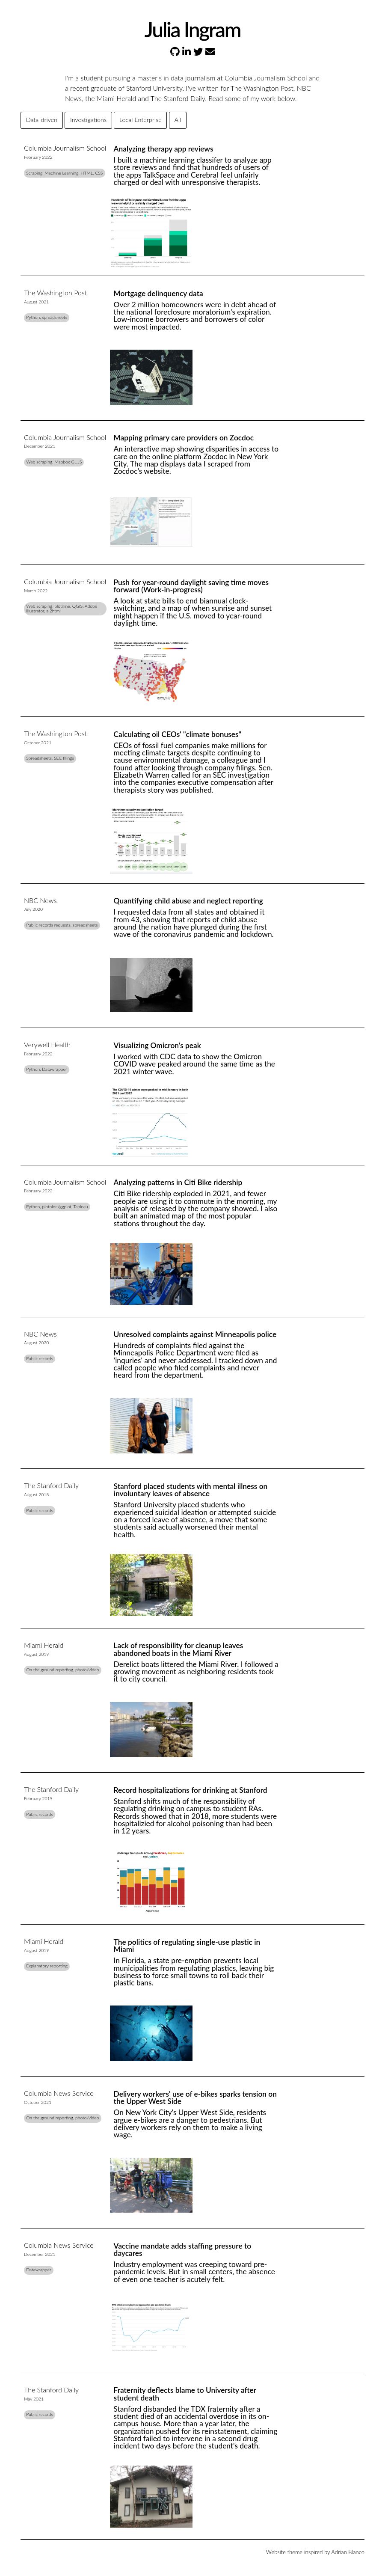 Julia Ingram
I'm a student pursuing a master's in data journalism at Columbia Journalism School and
a recent graduate of Stanford University. I've written for The Washington Post, NBC
News, the Miami Herald and The Stanford Daily. Read some of my work below.
Data-driven
Investigations
Local Enterprise
All
Columbia Journalism School
February 2022
Scraping, Machine Learning, HTML, CSS
Analyzing therapy app reviews
I built a machine learning classifer to analyze app
store reviews and find that hundreds of users of
the apps TalkSpace and Cerebral feel unfairly
charged or deal with unresponsive therapists.
The Washington Post
August 2021
Python, spreadsheets
Mortgage delinquency data
Over 2 million homeowners were in debt ahead of
the national foreclosure moratorium's expiration.
Low-income borrowers and borrowers of color
were most impacted.
Columbia Journalism School
December 2021
Web scraping, Mapbox GL JS
Mapping primary care providers on Zocdoc
An interactive map showing disparities in access to
care on the online platform Zocdoc in New York
City. The map displays data I scraped from
Zocdoc's website.
Columbia Journalism School
March 2022
Web scraping, plotnine, QGIS, Adobe
Illustrator, ai2html
Push for year-round daylight saving time moves
forward (Work-in-progress)
A look at state bills to end biannual clock-
switching, and a map of when sunrise and sunset
might happen if the U.S. moved to year-round
daylight time.
The Washington Post
October 2021
Spreadsheets, SEC filings
Calculating oil CEOs' "climate bonuses"
CEOs of fossil fuel companies make millions for
meeting climate targets despite continuing to
cause environmental damage, a colleague and I
found after looking through company filings. Sen.
Elizabeth Warren called for an SEC investigation
into the companies executive compensation after
therapists story was published.
NBC News
July 2020
Public records requests, spreadsheets
Quantifying child abuse and neglect reporting
I requested data from all states and obtained it
from 43, showing that reports of child abuse
around the nation have plunged during the first
wave of the coronavirus pandemic and lockdown.
Verywell Health
February 2022
Python, Datawrapper
Visualizing Omicron's peak
I worked with CDC data to show the Omicron
COVID wave peaked around the same time as the
2021 winter wave.
Columbia Journalism School
February 2022
Python, plotnine/ggplot, Tableau
Analyzing patterns in Citi Bike ridership
Citi Bike ridership exploded in 2021, and fewer
people are using it to commute in the morning, my
analysis of released by the company showed. I also
built an animated map of the most popular
stations throughout the day.
NBC News
August 2020
Public records
Unresolved complaints against Minneapolis police
Hundreds of complaints filed against the
Minneapolis Police Department were filed as
'inquries' and never addressed. I tracked down and
called people who filed complaints and never
heard from the department.
The Stanford Daily
August 2018
Public records
Stanford placed students with mental illness on
involuntary leaves of absence
Stanford University placed students who
experienced suicidal ideation or attempted suicide
on a forced leave of absence, a move that some
students said actually worsened their mental
health.
Miami Herald
August 2019
On the ground reporting, photo/video
Lack of responsibility for cleanup leaves
abandoned boats in the Miami River
Derelict boats littered the Miami River. I followed a
growing movement as neighboring residents took
it to city council.
The Stanford Daily
February 2019
Public records
Record hospitalizations for drinking at Stanford
Stanford shifts much of the responsibility of
regulating drinking on campus to student RAs.
Records showed that in 2018, more students were
hospitalizied for alcohol poisoning than had been
in 12 years.
Miami Herald
August 2019
Explanatory reporting
The politics of regulating single-use plastic in
Miami
In Florida, a state pre-emption prevents local
municipalities from regulating plastics, leaving big
business to force small towns to roll back their
plastic bans.
Columbia News Service
October 2021
On the ground reporting, photo/video
Delivery workers' use of e-bikes sparks tension on
the Upper West Side
On New York City's Upper West Side, residents
argue e-bikes are a danger to pedestrians. But
delivery workers rely on them to make a living
wage.
Columbia News Service
December 2021
Datawrapper
Vaccine mandate adds staffing pressure to
daycares
Industry employment was creeping toward pre-
pandemic levels. But in small centers, the absence
of even one teacher is acutely felt.
The Stanford Daily
May 2021
Public records
Fraternity deflects blame to University after
student death
Stanford disbanded the TDX fraternity after a
student died of an accidental overdose in its on-
campus house. More than a year later, the
organization pushed for its reinstatement, claiming
Stanford failed to intervene in a second drug
incident two days before the student's death.
Website theme inspired by Adrian Blanco